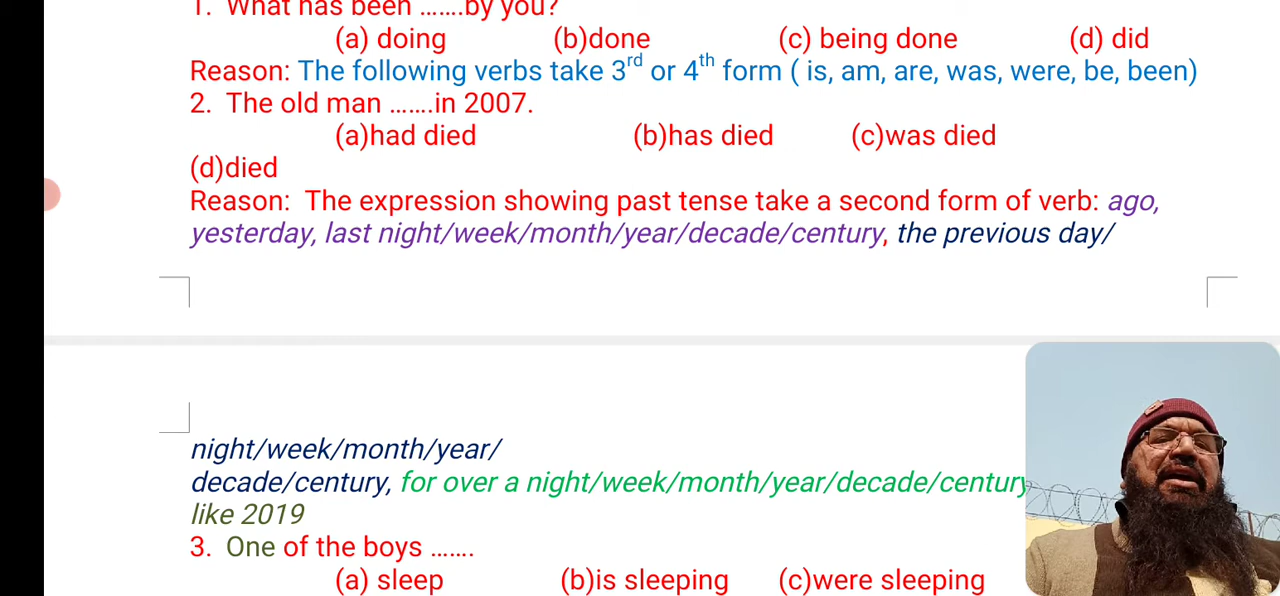 1. What has been …….by you?
(a) doing (b)done (c) being done (d) did
Reason: The following verbs take 3rd or 4th form ( is, am, are, was, were, be, been)
2. The old man …….in 2007.
(a)had died (b)has died (c)was died
(d)died
Reason: The expression showing past tense take a second form of verb: ago,
yesterday, last night/week/month/year/decade/century, the previous day/
night/week/month/year/
decade/century, for over a night/week/month/year/decade/century
like 2019
3. One of the boys …….
(a) sleep (b)is sleeping (c)were sleeping